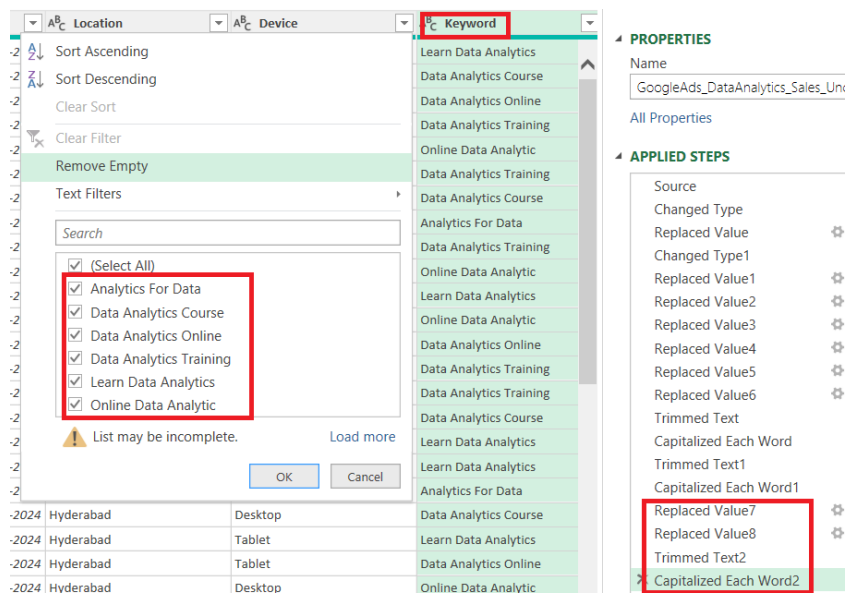 ABC Location ABC Device ABC Keyword
Sort Ascending
Sort Descending
Clear Sort
Clear Filter
Remove Empty
Text Filters
Search
(Select All)
Analytics For Data
Data Analytics Course
Data Analytics Online
Data Analytics Training
Learn Data Analytics
Online Data Analytic
List may be incomplete. Load more
OK Cancel
Learn Data Analytics
Data Analytics Course
Data Analytics Online
Data Analytics Training
Online Data Analytic
Data Analytics Training
Data Analytics Course
Analytics For Data
Data Analytics Training
Online Data Analytic
Learn Data Analytics
Online Data Analytic
Data Analytics Online
Data Analytics Training
Data Analytics Training
Data Analytics Course
Learn Data Analytics
Learn Data Analytics
Analytics For Data
-2024 Hyderabad Desktop Data Analytics Course
-2024 Hyderabad Tablet Learn Data Analytics
-2024 Hyderabad Tablet Data Analytics Online
-2024 Hyderabad Desktop Online Data Analytic
PROPERTIES
Name
GoogleAds_DataAnalytics_Sales_Unc
All Properties
APPLIED STEPS
Source
Changed Type
Replaced Value
Changed Type1
Replaced Value1
Replaced Value2
Replaced Value3
Replaced Value4
Replaced Value5
Replaced Value6
Trimmed Text
Capitalized Each Word
Trimmed Text1
Capitalized Each Word1
Replaced Value7
Replaced Value8
Trimmed Text2
Capitalized Each Word2